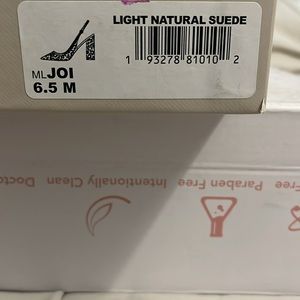 LIGHT NATURAL SUEDE
ML JOI
6.5 M
1 93278 81010 2
Free Paraben Free Intentionally Clean Docto